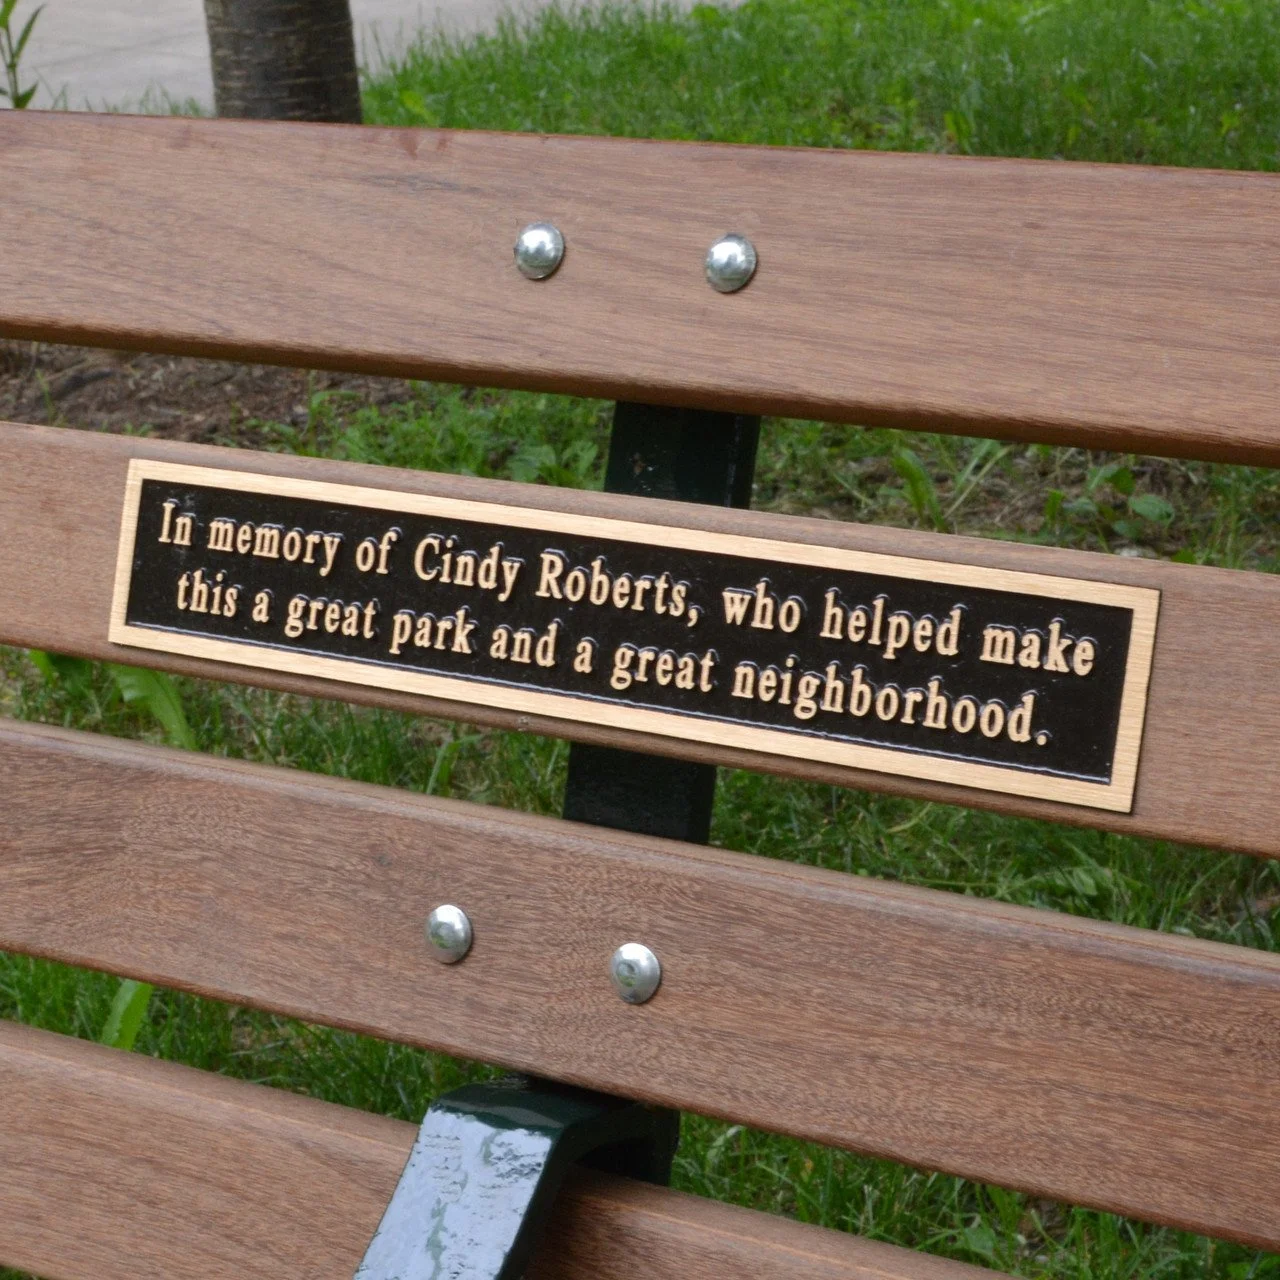 In memory of Cindy Roberts, who helped make
this a great park and a great neighborhood.